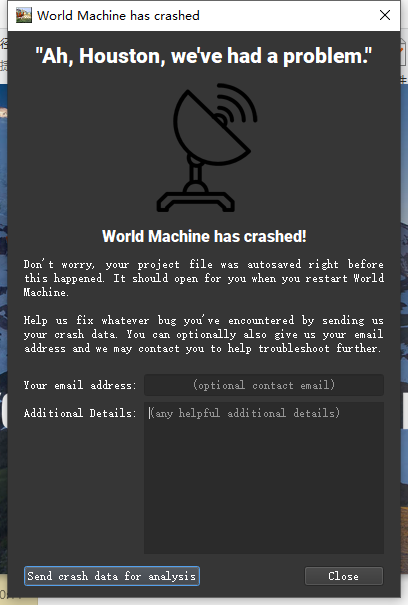 World Machine has crashed
"Ah, Houston, we've had a problem."
World Machine has crashed!
Don't worry, your project file was autosaved right before
this happened. It should open for you when you restart World
Machine.
Help us fix whatever bug you've encountered by sending us
your crash data. You can optionally also give us your email
address and we may contact you to help troubleshoot further.
Your email address: (optional contact email)
Additional Details: (any helpful additional details)
Send crash data for analysis Close